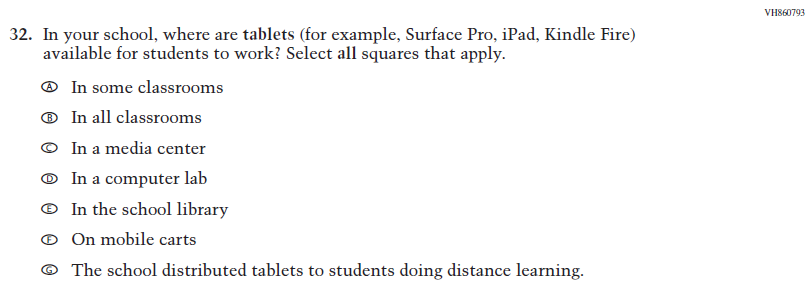 VH860793
32. In your school, where are tablets (for example, Surface Pro, iPad, Kindle Fire)
available for students to work? Select all squares that apply.
A In some classrooms
B In all classrooms
C In a media center
D In a computer lab
E In the school library
F On mobile carts
G The school distributed tablets to students doing distance learning.